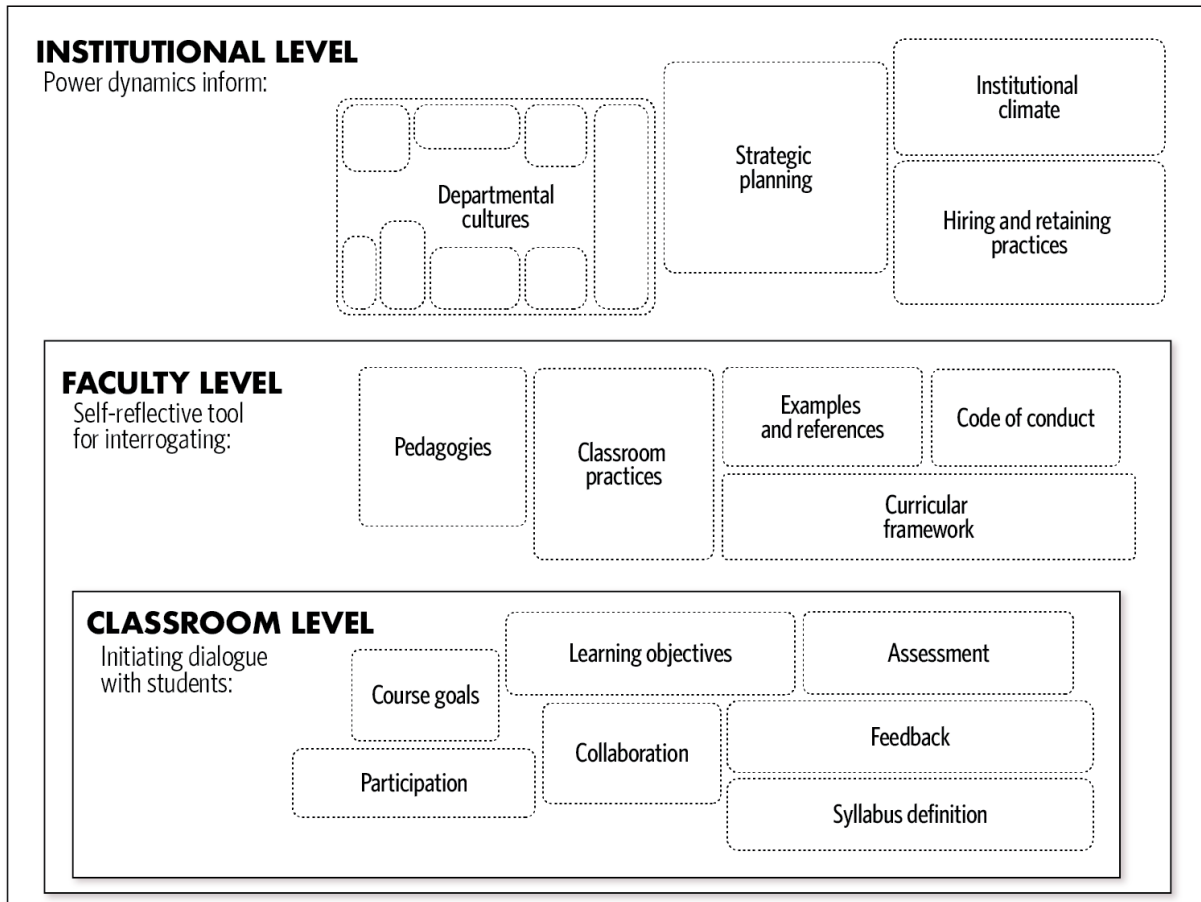 INSTITUTIONAL LEVEL
Power dynamics inform:
Departmental
cultures
Strategic
planning
Institutional
climate
Hiring and retaining
practices
FACULTY LEVEL
Self-reflective tool
for interrogating:
Pedagogies
Classroom
practices
Examples
and references
Code of conduct
Curricular
framework
CLASSROOM LEVEL
Initiating dialogue
with students:
Course goals
Learning objectives
Assessment
Participation
Collaboration
Feedback
Syllabus definition